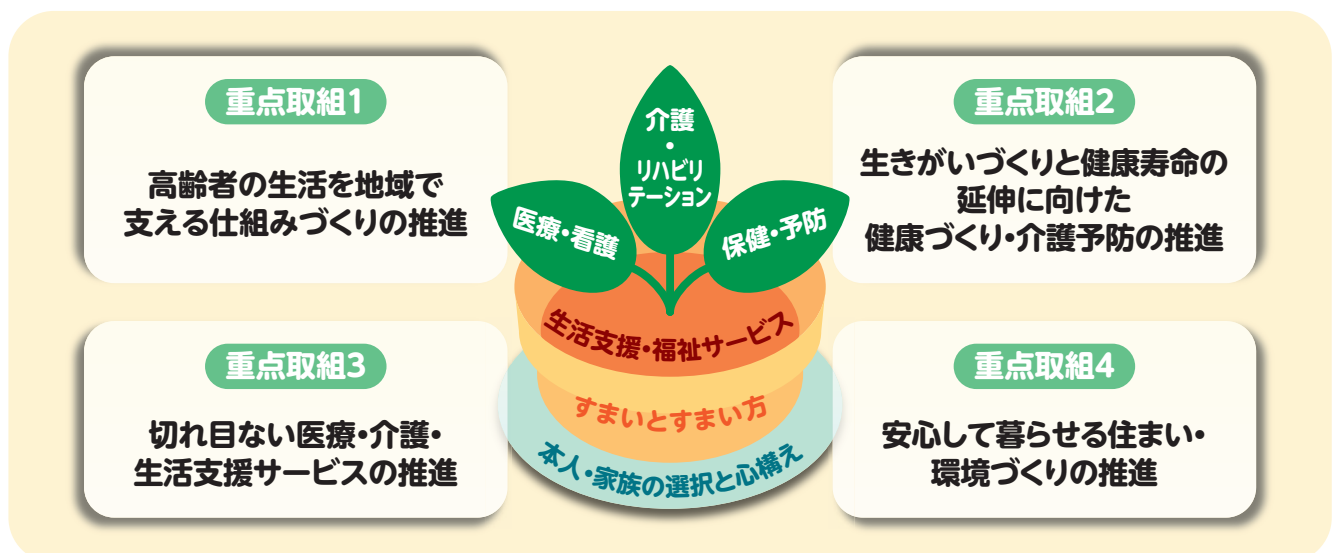 重点取組1
高齢者の生活を地域で
支える仕組みづくりの推進
重点取組2
生きがいづくりと健康寿命の
延伸に向けた
健康づくり・介護予防の推進
介護
・
リハビリ
テーション
医療・看護
保健・予防
生活支援・福祉サービス
すまいとすまい方
本人・家族の選択と心構え
重点取組3
切れ目ない医療・介護・
生活支援サービスの推進
重点取組4
安心して暮らせる住まい・
環境づくりの推進